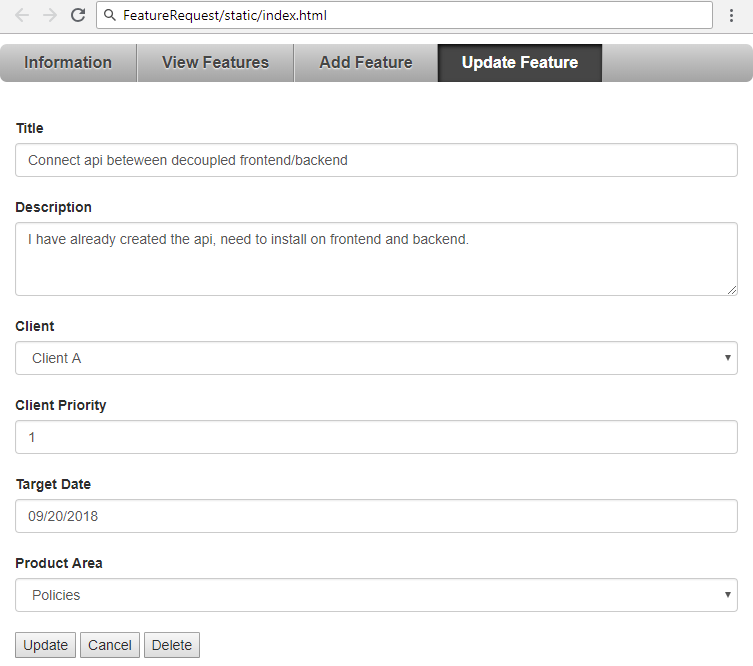 FeatureRequest/static/index.html
Information View Features Add Feature Update Feature
Title
Connect api beteween decoupled frontend/backend
Description
I have already created the api, need to install on frontend and backend.
Client
Client A
Client Priority
1
Target Date
09/20/2018
Product Area
Policies
Update Cancel Delete